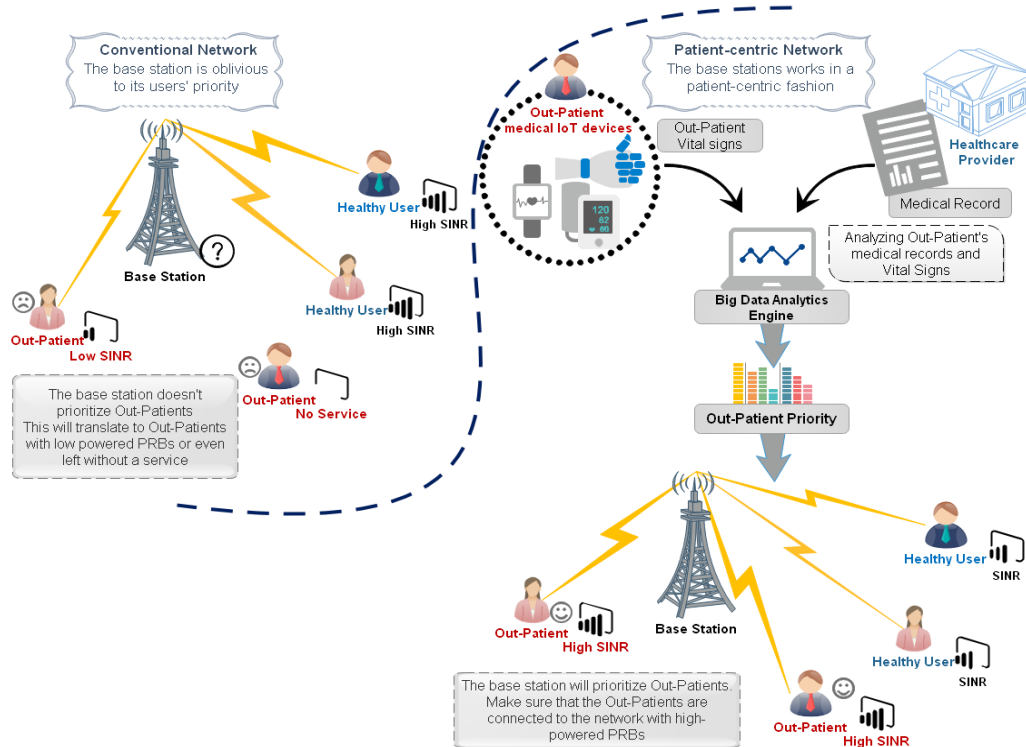 Conventional Network
The base station is oblivious
to its users' priority
Healthy User
High SINR
?
Base Station
Healthy User
High SINR
Out-Patient
Low SINR
Out-Patient
No Service
The base station doesn't
prioritize Out-Patients
This will translate to Out-Patients
with low powered PRBs or even
left without a service
Patient-centric Network
The base stations works in a
patient-centric fashion
Out-Patient
medical IoT devices
120
82
60
Out-Patient
Vital signs
Healthcare
Provider
Medical Record
Analyzing Out-Patient's
medical records and
Vital Signs
Big Data Analytics
Engine
Out-Patient Priority
Healthy User
SINR
Base Station
Out-Patient
High SINR
Healthy User
SINR
Out-Patient
High SINR
The base station will prioritize Out-Patients.
Make sure that the Out-Patients are
connected to the network with high-
powered PRBs